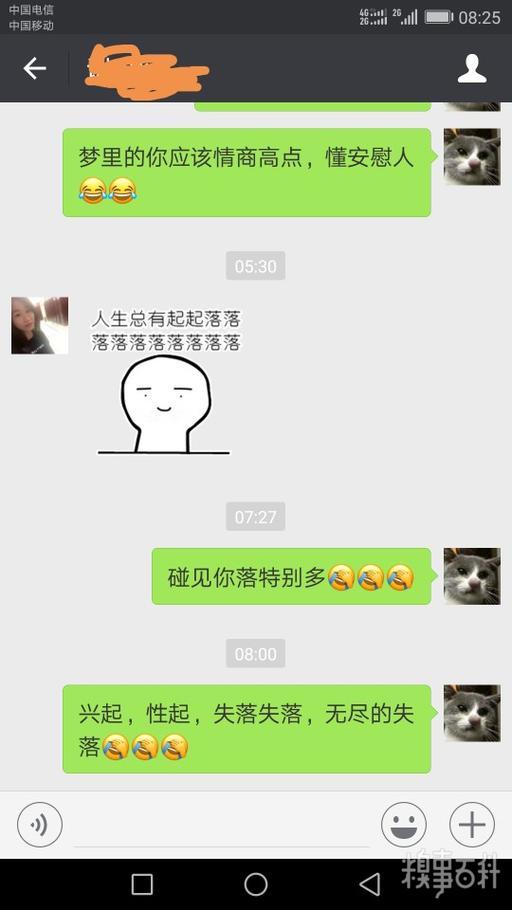 中国电信
中国移动
4G
2G
2G
08:25
梦里的你应该情商高点，懂安慰人
😂😂
05:30
人生总有起起落落
落落落落落落落落
07:27
碰见你落特别多🤣🤣🤣
08:00
兴起，性起，失落失落，无尽的失
落🤣🤣🤣
糗事百科